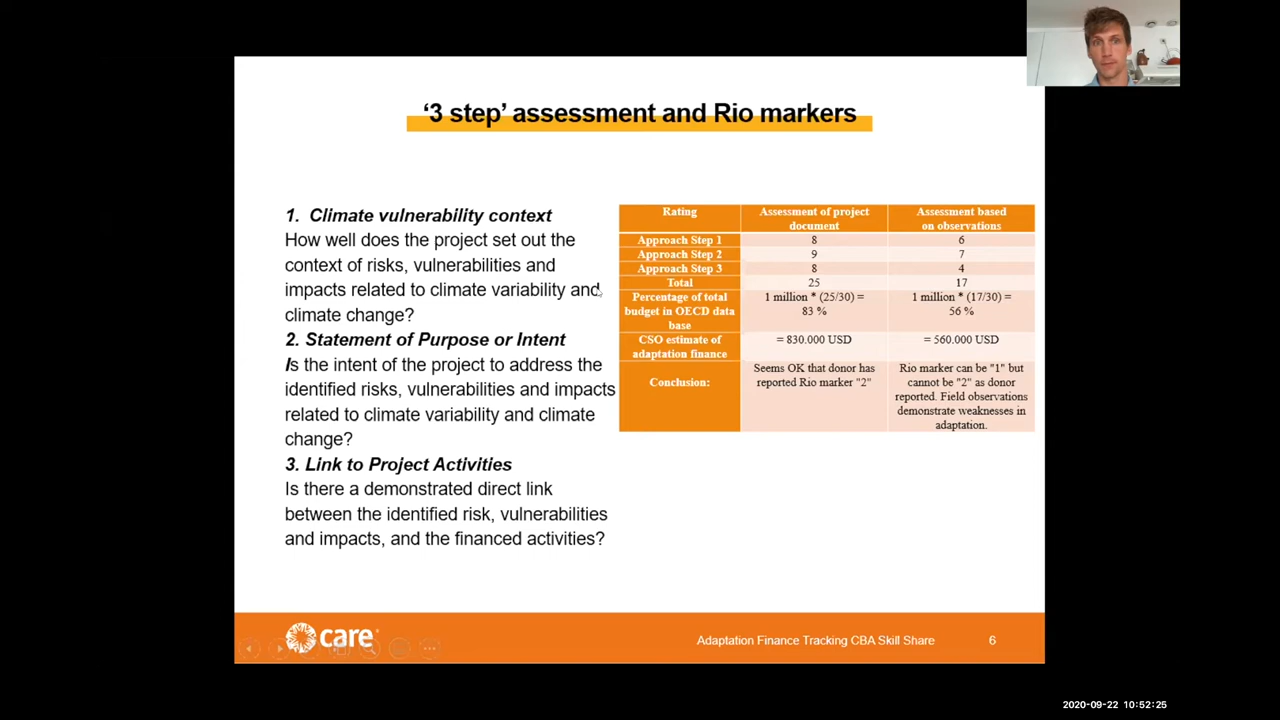 ‘3 step’ assessment and Rio markers
1. Climate vulnerability context
How well does the project set out the
context of risks, vulnerabilities and
impacts related to climate variability and
climate change?
2. Statement of Purpose or Intent
Is the intent of the project to address the
identified risks, vulnerabilities and impacts
related to climate variability and climate
change?
3. Link to Project Activities
Is there a demonstrated direct link
between the identified risk, vulnerabilities
and impacts, and the financed activities?
Rating
Assessment of project
document
Assessment based
on observations
Approach Step 1 8 6
Approach Step 2 9 7
Approach Step 3 8 4
Total 25 17
Percentage of total
budget in OECD data
base
1 million * (25/30) =
83 %
1 million * (17/30) =
56 %
CSO estimate of
adaptation finance
= 830.000 USD
= 560.000 USD
Conclusion:
Seems OK that donor has
reported Rio marker "2"
Rio marker can be "1" but
cannot be "2" as donor
reported. Field observations
demonstrate weaknesses in
adaptation.
care
Adaptation Finance Tracking CBA Skill Share 6
2020-09-22 10:52:25